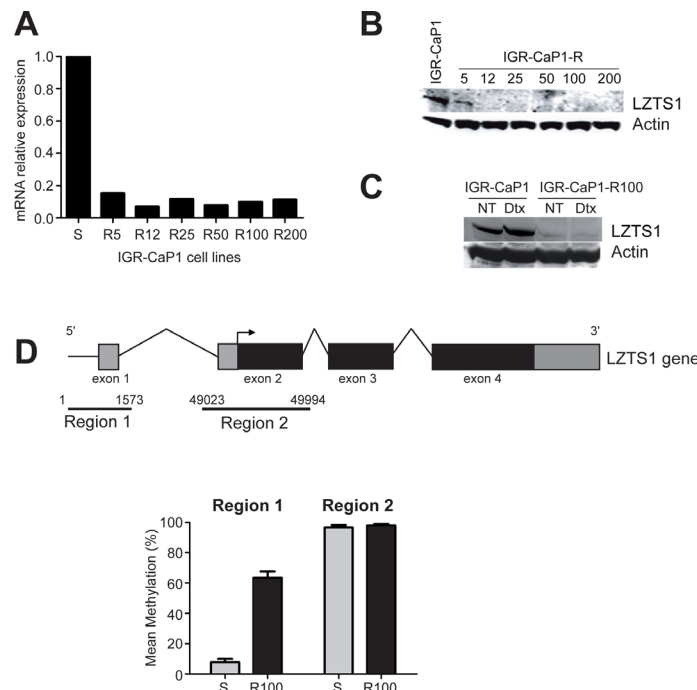 A
mRNA relative expression
1.0
0.8
0.6
0.4
0.2
0.0
S R5 R12 R25 R50 R100 R200
IGR-CaP1 cell lines
B
IGR-CaP1
IGR-CaP1-R
5 12 25 50 100 200
LZTS1
Actin
C
IGR-CaP1 IGR-CaP1-R100
NT Dtx NT Dtx
LZTS1
Actin
D
5' 3'
LZTS1 gene
exon 1 exon 2 exon 3 exon 4
1 1573 49023 49994
Region 1 Region 2
Region 1 Region 2
Mean Methylation (%)
100
80
60
40
20
0
S R100 S R100